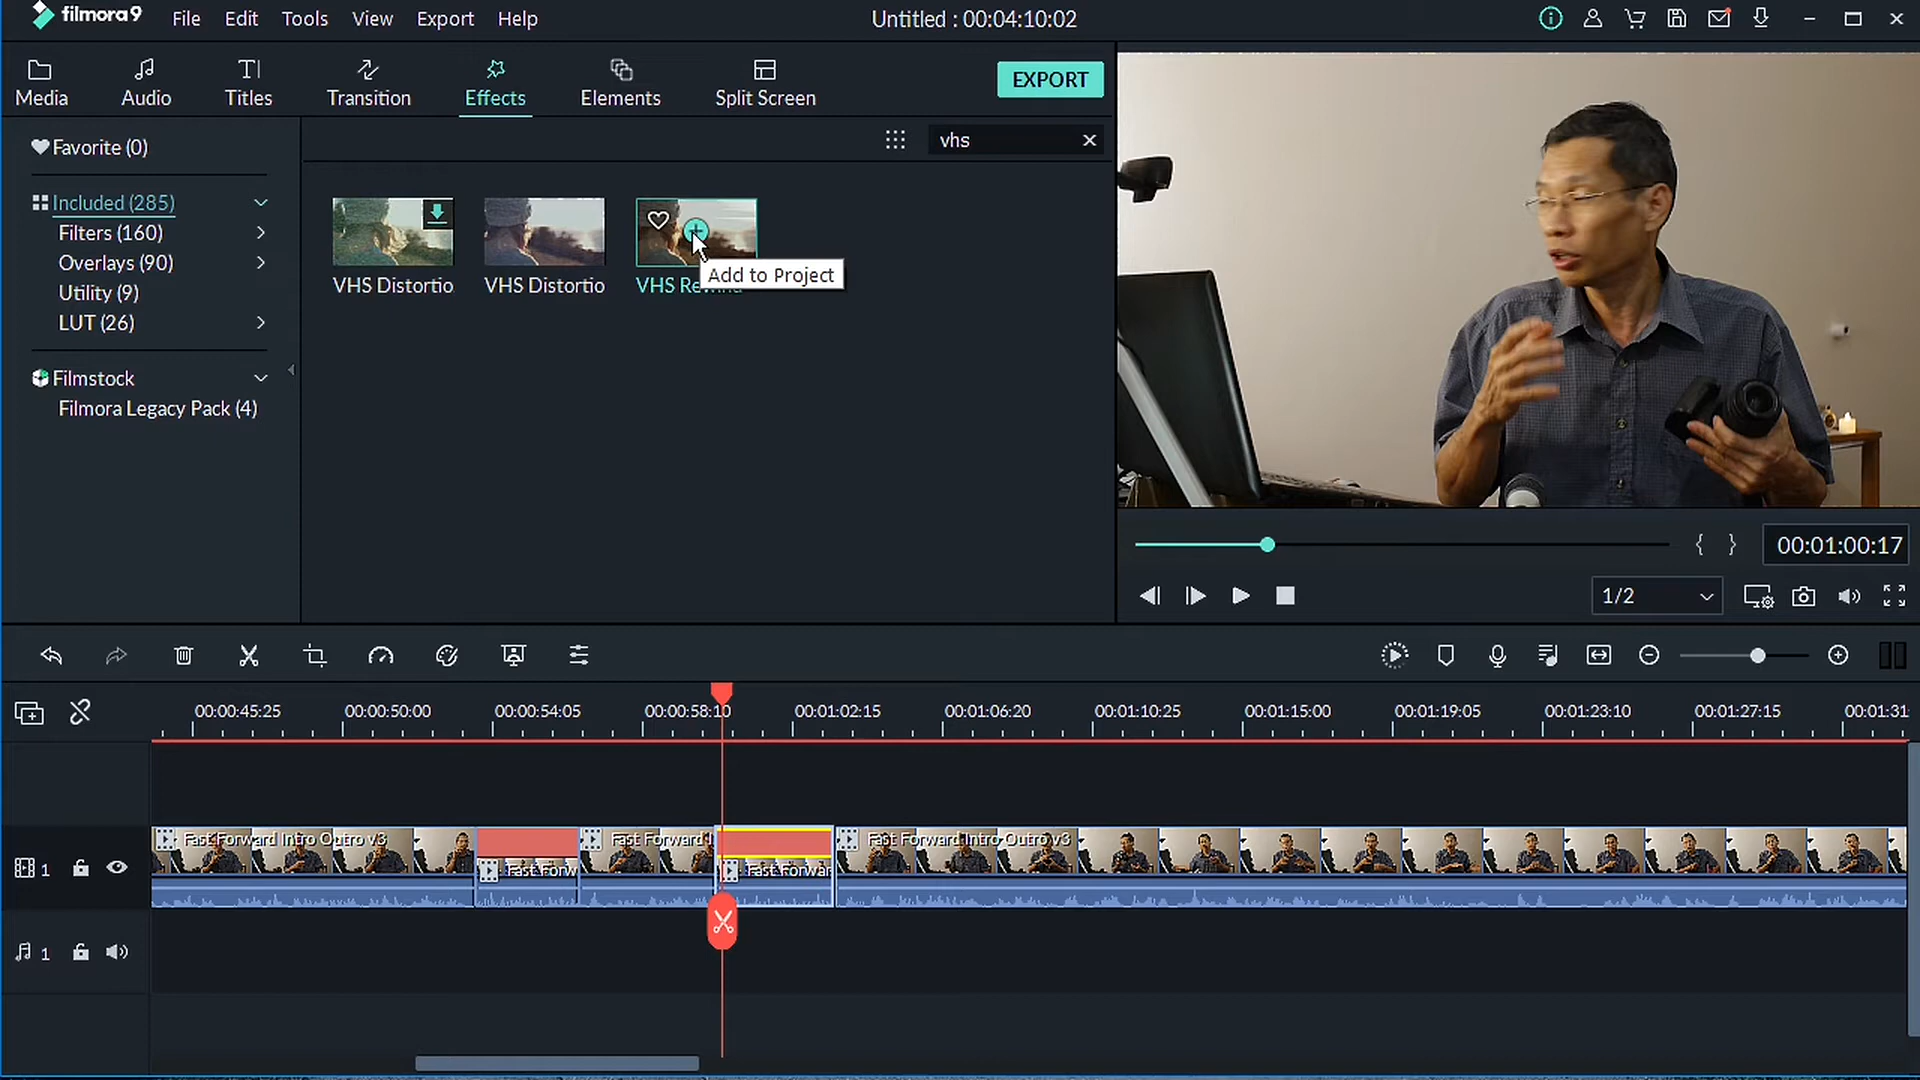 filmora9
File Edit Tools View Export Help
Untitled : 00:04:10:02
Media Audio Titles Transition Effects Elements Split Screen
EXPORT
Favorite (0)
Included (285)
Filters (160)
Overlays (90)
Utility (9)
LUT (26)
Filmstock
Filmora Legacy Pack (4)
vhs
VHS Distortio VHS Distortio VHS
Add to Project
00:01:00:17
1/2
00:00:45:25 00:00:50:00 00:00:54:05 00:00:58:10 00:01:02:15 00:01:06:20 00:01:10:25 00:01:15:00 00:01:19:05 00:01:23:10 00:01:27:15 00:01:31:
Fast Forward Intro Outro v3 Fast Forward I Fast Forward Intro Outro v3
Fast Forw Fast Forwar
1
1